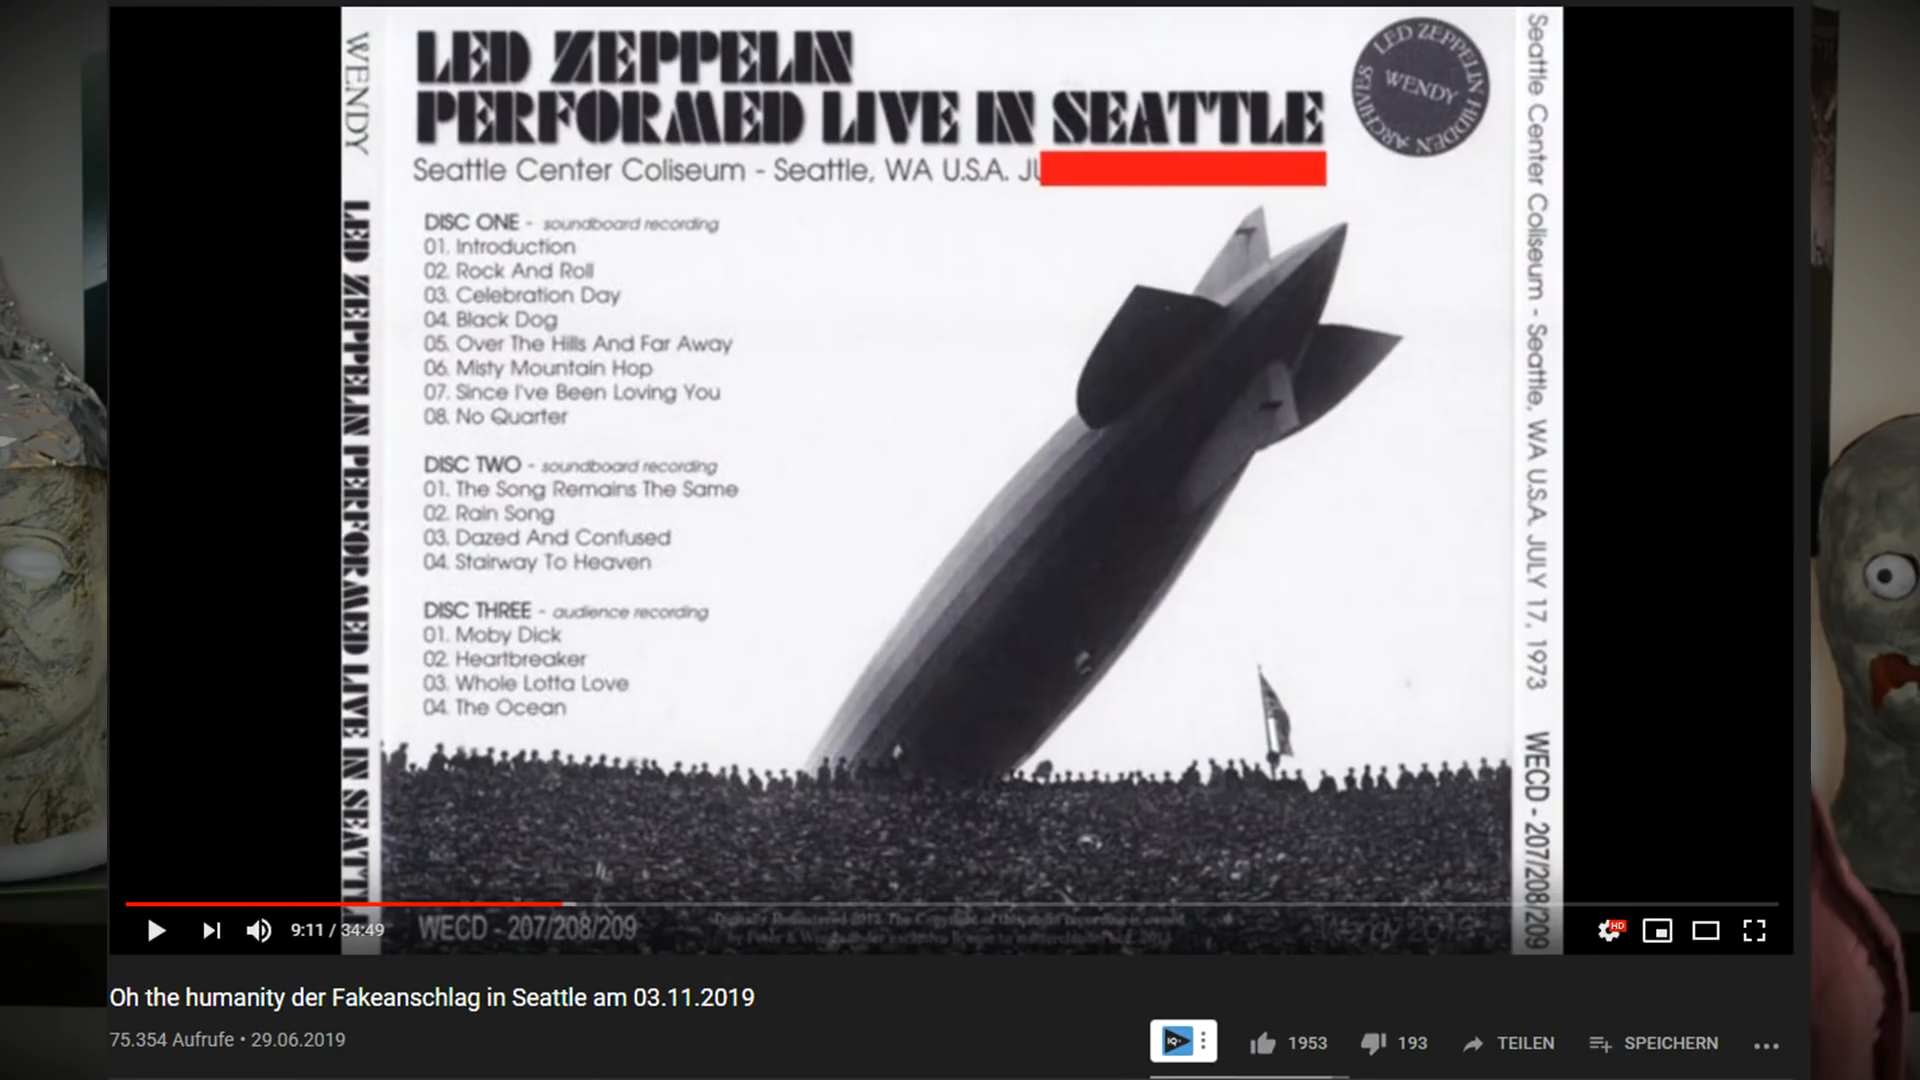 WENDY
LED ZEPPELIN PERFORMED LIVE IN SEATTLE
LED ZEPPELIN
PERFORMED LIVE IN SEATTLE
Seattle Center Coliseum - Seattle, WA U.S.A.
LED ZEPPELIN HIDDEN ARCHIVES
WENDY
DISC ONE - soundboard recording
01. Introduction
02. Rock And Roll
03. Celebration Day
04. Black Dog
05. Over The Hills And Far Away
06. Misty Mountain Hop
07. Since I've Been Loving You
08. No Quarter
DISC TWO - soundboard recording
01. The Song Remains The Same
02. Rain Song
03. Dazed And Confused
04. Stairway To Heaven
DISC THREE - audience recording
01. Moby Dick
02. Heartbreaker
03. Whole Lotta Love
04. The Ocean
Seattle Center Coliseum - Seattle, WA U.S.A. JULY 17, 1973 WECD - 207/208/209
WECD - 207/208/209
9:11 / 34:49
HD
Oh the humanity der Fakeanschlag in Seattle am 03.11.2019
75.354 Aufrufe • 29.06.2019
IQ
1953
193
TEILEN
SPEICHERN